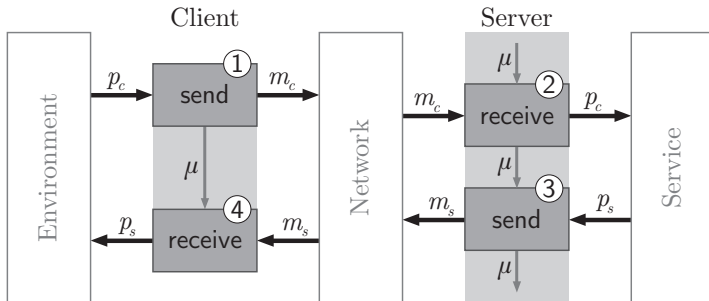 Client
Server
Environment
p_c
1
send
m_c
μ
4
receive
p_s
m_s
Network
m_c
μ
2
receive
p_c
μ
3
send
m_s
p_s
μ
Service